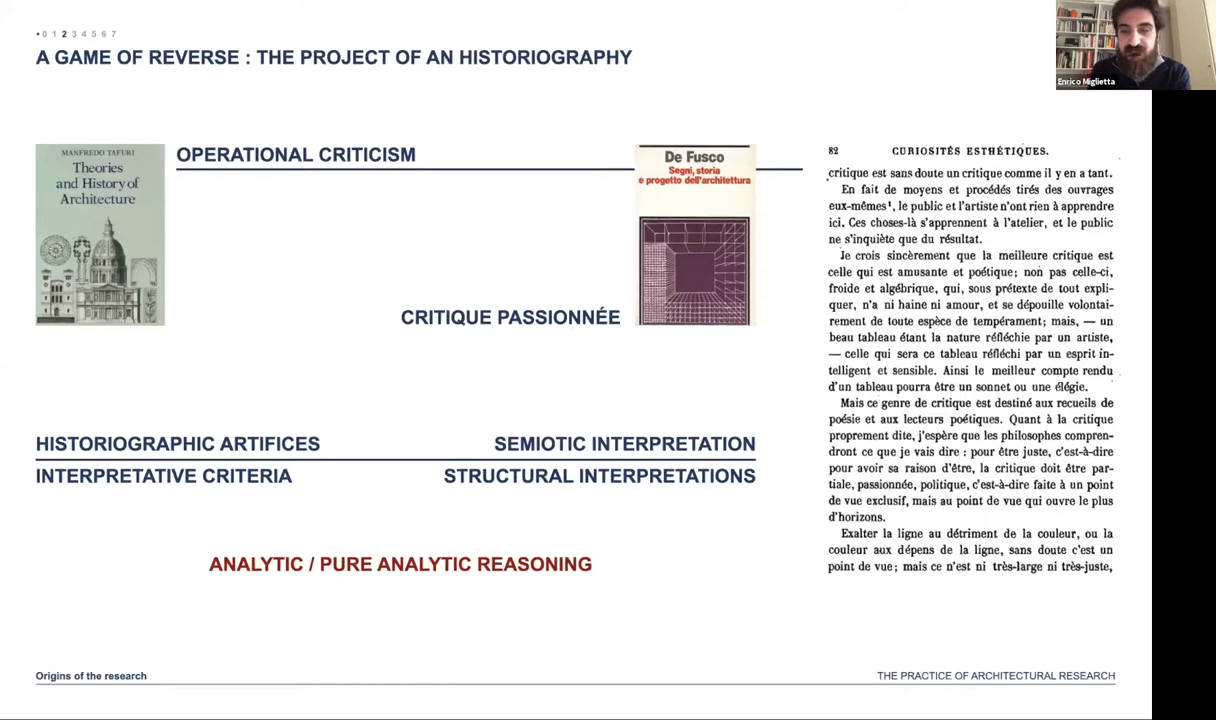 •0 1 2 3 4 5 6 7
A GAME OF REVERSE : THE PROJECT OF AN HISTORIOGRAPHY
Enrico Miglietta
MANFREDO TAFURI
Theories
and History of
Architecture
OPERATIONAL CRITICISM
De Fusco
Segni, storia
e progetto dell'architettura
CRITIQUE PASSIONNÉE
HISTORIOGRAPHIC ARTIFICES
SEMIOTIC INTERPRETATION
INTERPRETATIVE CRITERIA
STRUCTURAL INTERPRETATIONS
ANALYTIC / PURE ANALYTIC REASONING
82 CURIOSITÉS ESTHÉTIQUES.
critique est sans doute un critique comme il y en a tant.
En fait de moyens et procédés tirés des ouvrages
eux-mêmes¹, le public et l'artiste n'ont rien à apprendre
ici. Ces choses-là s'apprennent à l'atelier, et le public
ne s'inquiète que du résultat.
Je crois sincèrement que la meilleure critique est
celle qui est amusante et poétique; non pas celle-ci,
froide et algébrique, qui, sous prétexte de tout expli-
quer, n'a ni haine ni amour, et se dépouille volontai-
rement de toute espèce de tempérament; mais, — un
beau tableau étant la nature réfléchie par un artiste,
— celle qui sera ce tableau réfléchi par un esprit in-
telligent et sensible. Ainsi le meilleur compte rendu
d'un tableau pourra être un sonnet ou une élégie.
Mais ce genre de critique est destiné aux recueils de
poésie et aux lecteurs poétiques. Quant à la critique
proprement dite, j'espère que les philosophes compren-
dront ce que je vais dire : pour être juste, c'est-à-dire
pour avoir sa raison d'être, la critique doit être par-
tiale, passionnée, politique, c'est-à-dire faite à un point
de vue exclusif, mais au point de vue qui ouvre le plus
d'horizons.
Exalter la ligne au détriment de la couleur, ou la
couleur aux dépens de la ligne, sans doute c'est un
point de vue; mais ce n'est ni très-large ni très-juste,
Origins of the research
THE PRACTICE OF ARCHITECTURAL RESEARCH